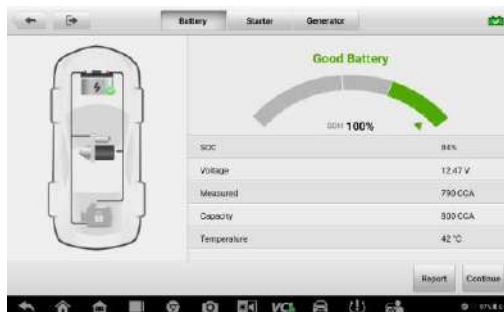 Battery Starter Generator
Good Battery
SOH 100%
SOC 84%
Voltage 12.47 V
Measured 790 CCA
Capacity 800 CCA
Temperature 42 °C
Report Continue
VCI